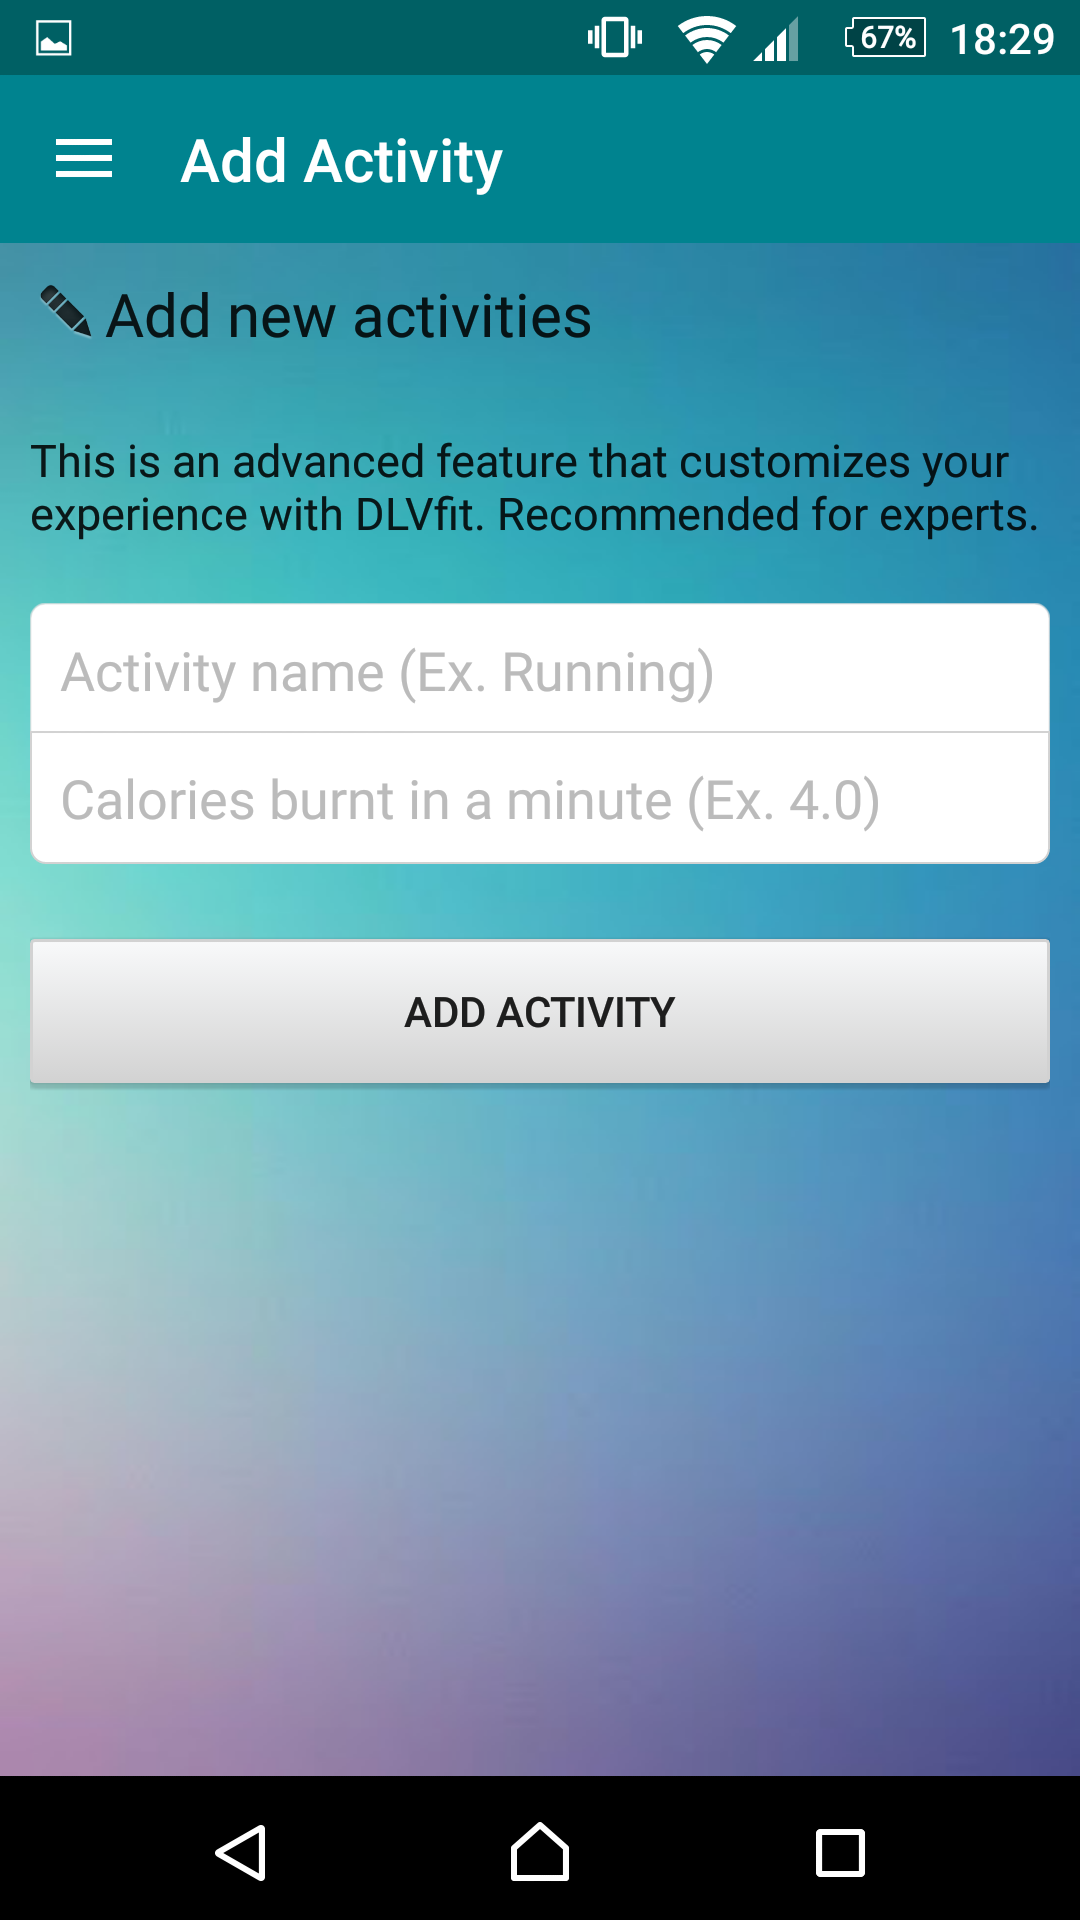 67% 18:29
Add Activity
Add new activities
This is an advanced feature that customizes your
experience with DLVfit. Recommended for experts.
Activity name (Ex. Running)
Calories burnt in a minute (Ex. 4.0)
ADD ACTIVITY